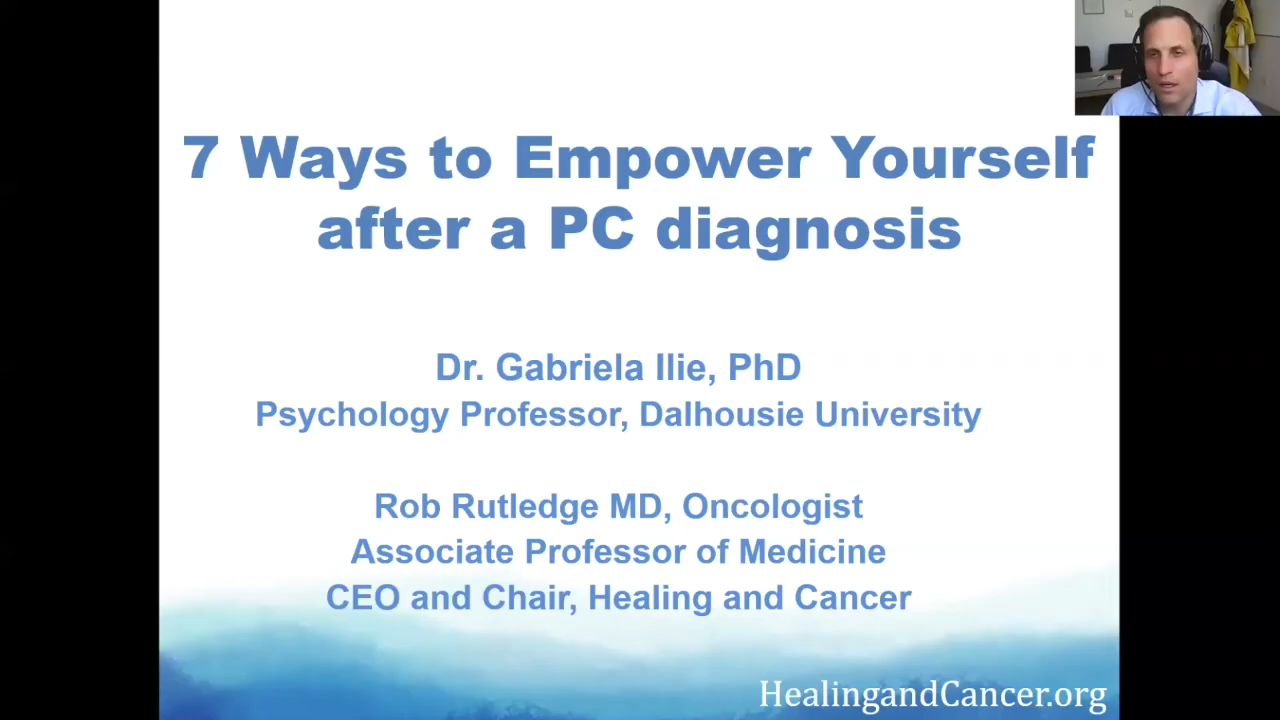 7 Ways to Empower Yourself
after a PC diagnosis
Dr. Gabriela Ilie, PhD
Psychology Professor, Dalhousie University
Rob Rutledge MD, Oncologist
Associate Professor of Medicine
CEO and Chair, Healing and Cancer
HealingandCancer.org